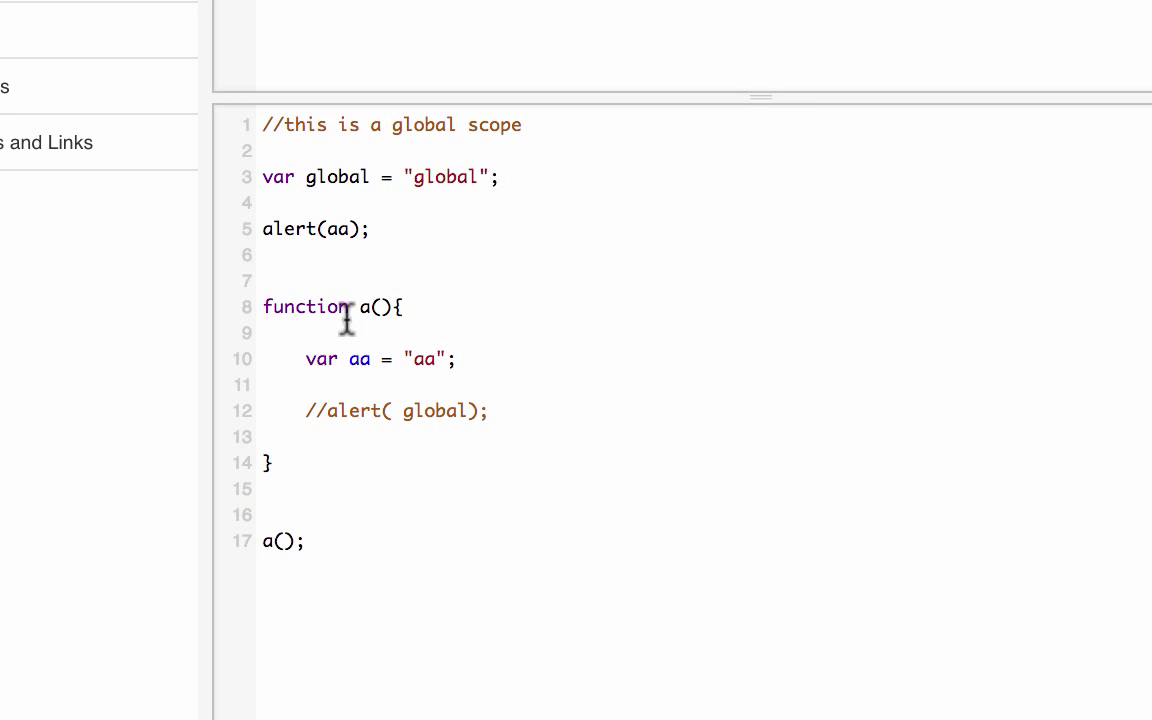 s
s and Links
1 //this is a global scope
2
3 var global = "global";
4
5 alert(aa);
6
7
8 function a(){
9
10 var aa = "aa";
11
12 //alert( global);
13
14 }
15
16
17 a();